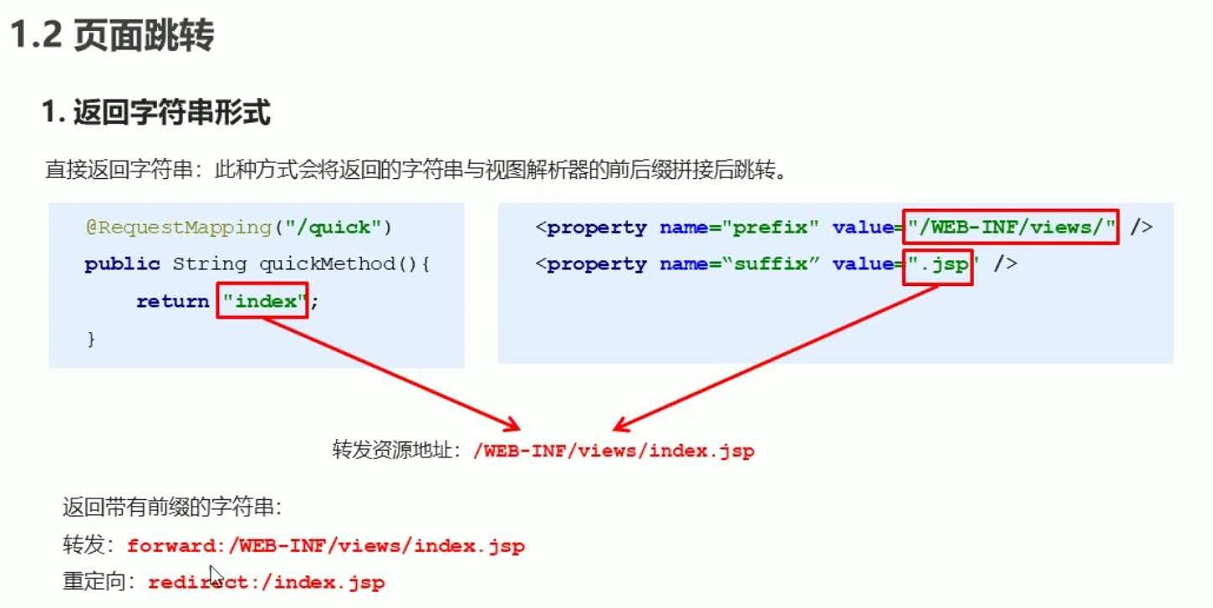 1.2 页面跳转
1. 返回字符串形式
直接返回字符串：此种方式会将返回的字符串与视图解析器的前后缀拼接后跳转。
@RequestMapping("/quick")
public String quickMethod(){
return "index";
}
<property name="prefix" value="/WEB-INF/views/" />
<property name=“suffix” value=".jsp" />
转发资源地址：/WEB-INF/views/index.jsp
返回带有前缀的字符串：
转发：forward:/WEB-INF/views/index.jsp
重定向：redirect:/index.jsp